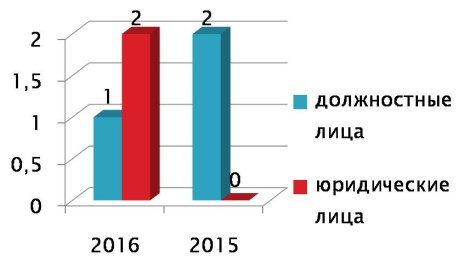 2
2
2
1,5
1
1
0,5
0
0
2016
2015
должностные
лица
юридические
лица